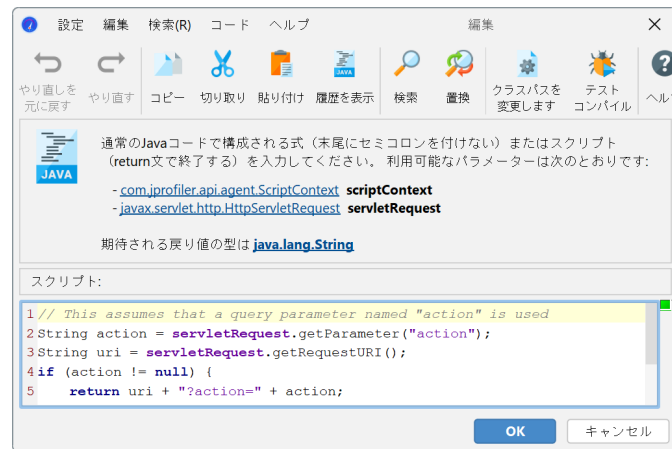 設定 編集 検索(R) コード ヘルプ 編集
やり直しを
元に戻す
やり直す
コピー
切り取り
貼り付け
JAVA
履歴を表示
検索
置換
クラスパスを
変更します
テスト
コンパイル
JAVA
通常のJavaコードで構成される式（末尾にセミコロンを付けない）またはスクリプト
（return文で終了する）を入力してください。 利用可能なパラメーターは次のとおりです:
- com.jprofiler.api.agent.ScriptContext scriptContext
- javax.servlet.http.HttpServletRequest servletRequest
期待される戻り値の型は java.lang.String
スクリプト:
1 // This assumes that a query parameter named "action" is used
2 String action = servletRequest.getParameter("action");
3 String uri = servletRequest.getRequestURI();
4 if (action != null) {
5 return uri + "?action=" + action;
OK キャンセル